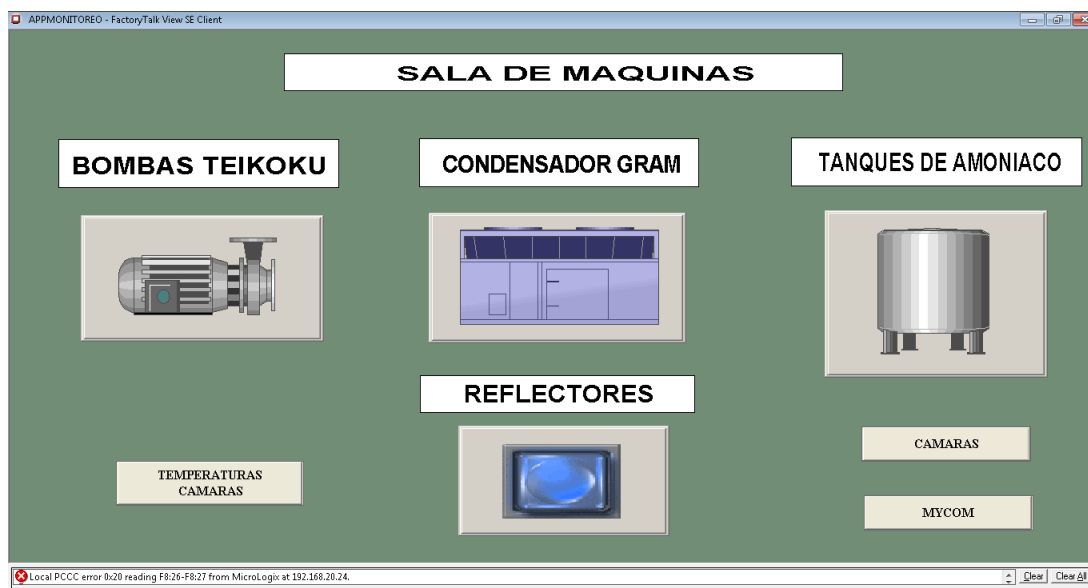 APPMONITOREO - FactoryTalk View SE Client
SALA DE MAQUINAS
BOMBAS TEIKOKU
CONDENSADOR GRAM
TANQUES DE AMONIACO
REFLECTORES
TEMPERATURAS
CAMARAS
CAMARAS
MYCOM
Local PCCC error 0x20 reading F8:26-F8:27 from MicroLogix at 192.168.20.24.
Clear
Clear All